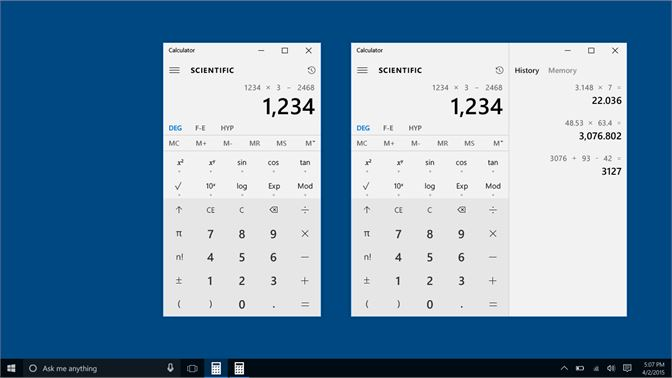 Calculator
SCIENTIFIC
1234 × 3 − 2468
1,234
DEG F-E HYP
MC M+ M- MR MS M˅
x² xʸ sin cos tan
√ 10ˣ log Exp Mod
↑ CE C ⌫ ÷
π 7 8 9 ×
n! 4 5 6 −
± 1 2 3 +
( ) 0 . =
Calculator
SCIENTIFIC
1234 × 3 − 2468
1,234
DEG F-E HYP
MC M+ M- MR MS M˅
x² xʸ sin cos tan
√ 10ˣ log Exp Mod
↑ CE C ⌫ ÷
π 7 8 9 ×
n! 4 5 6 −
± 1 2 3 +
( ) 0 . =
History Memory
3.148 × 7 =
22.036
48.53 × 63.4 =
3,076.802
3076 + 93 - 42 =
3127
Ask me anything
5:07 PM
4/2/2015